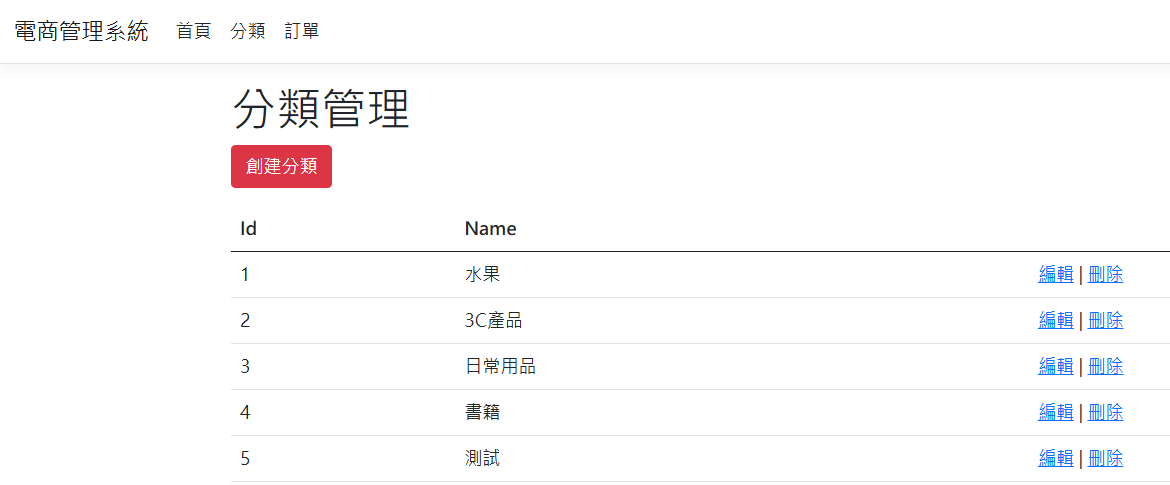 電商管理系統 首頁 分類 訂單
分類管理
創建分類
Id Name
1 水果 編輯 | 刪除
2 3C產品 編輯 | 刪除
3 日常用品 編輯 | 刪除
4 書籍 編輯 | 刪除
5 測試 編輯 | 刪除